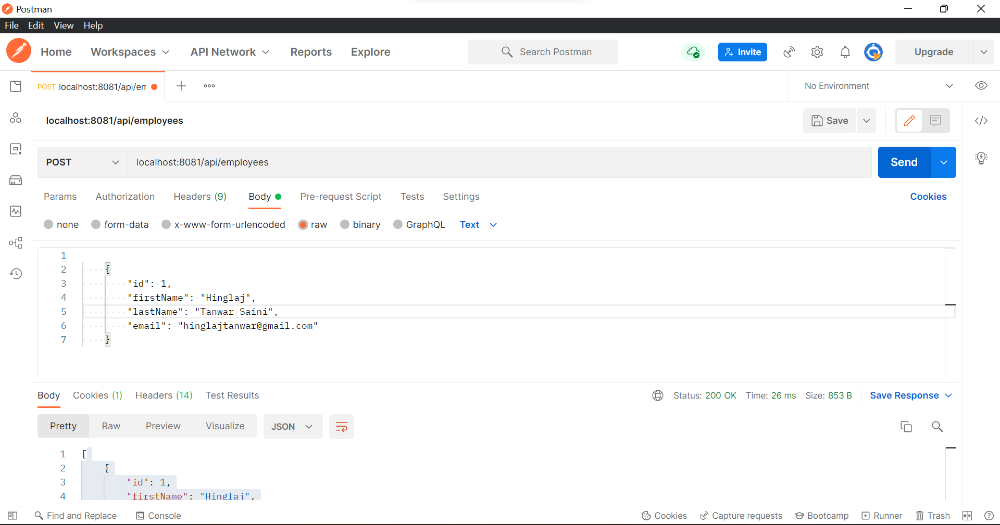 Postman
File Edit View Help
Home Workspaces API Network Reports Explore Search Postman Invite Upgrade
POST localhost:8081/api/em No Environment
localhost:8081/api/employees Save
POST localhost:8081/api/employees Send
Params Authorization Headers (9) Body Pre-request Script Tests Settings Cookies
none form-data x-www-form-urlencoded raw binary GraphQL Text
1
2 {
3 "id": 1,
4 "firstName": "Hinglaj",
5 "lastName": "Tanwar Saini",
6 "email": "hinglajtanwar@gmail.com"
7 }
Body Cookies (1) Headers (14) Test Results Status: 200 OK Time: 26 ms Size: 853 B Save Response
Pretty Raw Preview Visualize JSON
1 [
2 {
3 "id": 1,
4 "firstName": "Hinglaj",
Find and Replace Console Cookies Capture requests Bootcamp Runner Trash